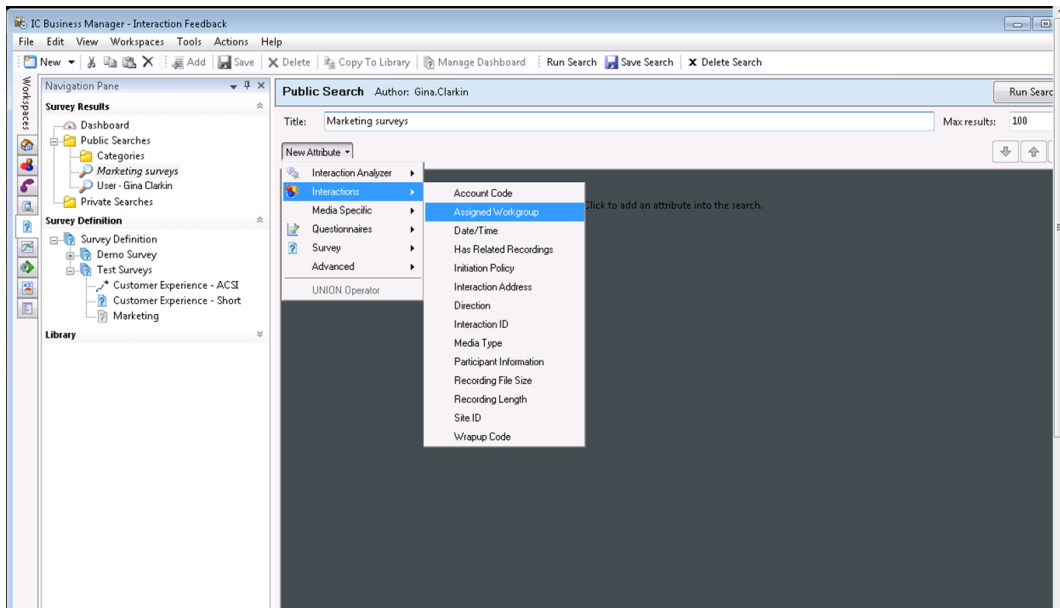 IC Business Manager - Interaction Feedback
File Edit View Workspaces Tools Actions Help
New Add Save Delete Copy To Library Manage Dashboard Run Search Save Search Delete Search
Workspaces
Navigation Pane
Survey Results
Dashboard
Public Searches
Categories
Marketing surveys
User - Gina Clarkin
Private Searches
Survey Definition
Survey Definition
Demo Survey
Test Surveys
Customer Experience - ACSI
Customer Experience - Short
Marketing
Library
Public Search Author: Gina.Clarkin
Run Searc
Title: Marketing surveys Max results: 100
New Attribute
Interaction Analyzer
Interactions
Media Specific
Questionnaires
Survey
Advanced
UNION Operator
Account Code
Assigned Workgroup
Date/Time
Has Related Recordings
Initiation Policy
Interaction Address
Direction
Interaction ID
Media Type
Participant Information
Recording File Size
Recording Length
Site ID
Wrapup Code
Click to add an attribute into the search.